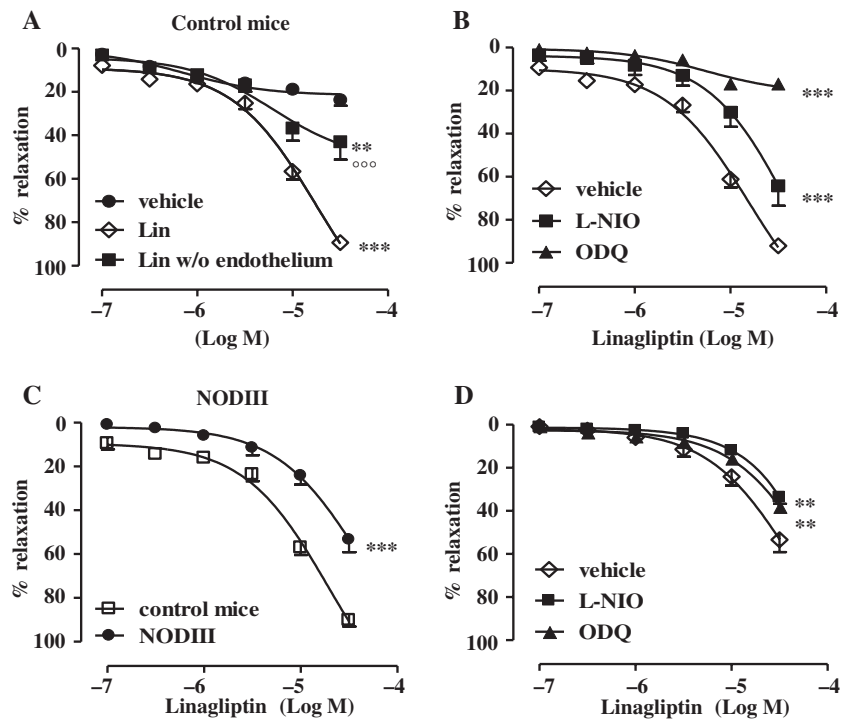 A
Control mice
0
20
40
60
80
100
% relaxation
**
°°°
***
vehicle
Lin
Lin w/o endothelium
–7
–6
–5
–4
(Log M)
B
0
20
40
60
80
100
% relaxation
***
***
vehicle
L-NIO
ODQ
–7
–6
–5
–4
Linagliptin (Log M)
C
NODIII
0
20
40
60
80
100
% relaxation
***
control mice
NODIII
–7
–6
–5
–4
Linagliptin (Log M)
D
0
20
40
60
80
100
% relaxation
**
**
vehicle
L-NIO
ODQ
–7
–6
–5
–4
Linagliptin (Log M)